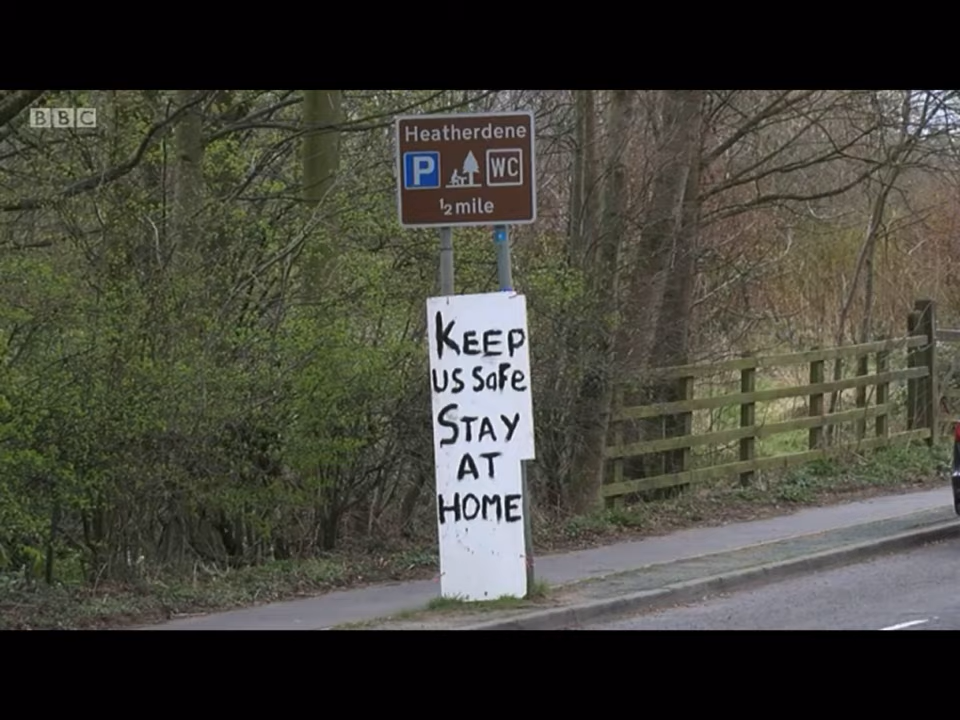 BBC
Heatherdene
P WC
½ mile
KEEP
US SaFe
STAY
AT
HOME